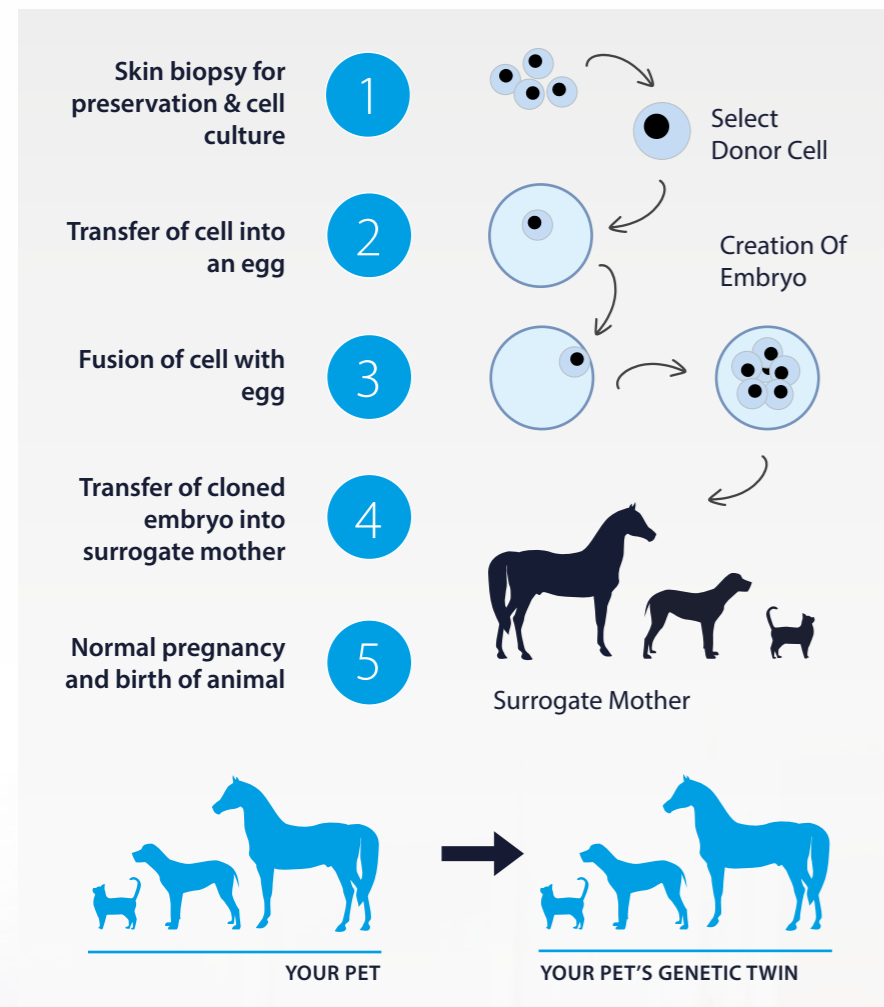 Skin biopsy for
preservation & cell
culture
1
Select
Donor Cell
Transfer of cell into
an egg
2
Creation Of
Embryo
Fusion of cell with
egg
3
Transfer of cloned
embryo into
surrogate mother
4
Normal pregnancy
and birth of animal
5
Surrogate Mother
YOUR PET
YOUR PET'S GENETIC TWIN